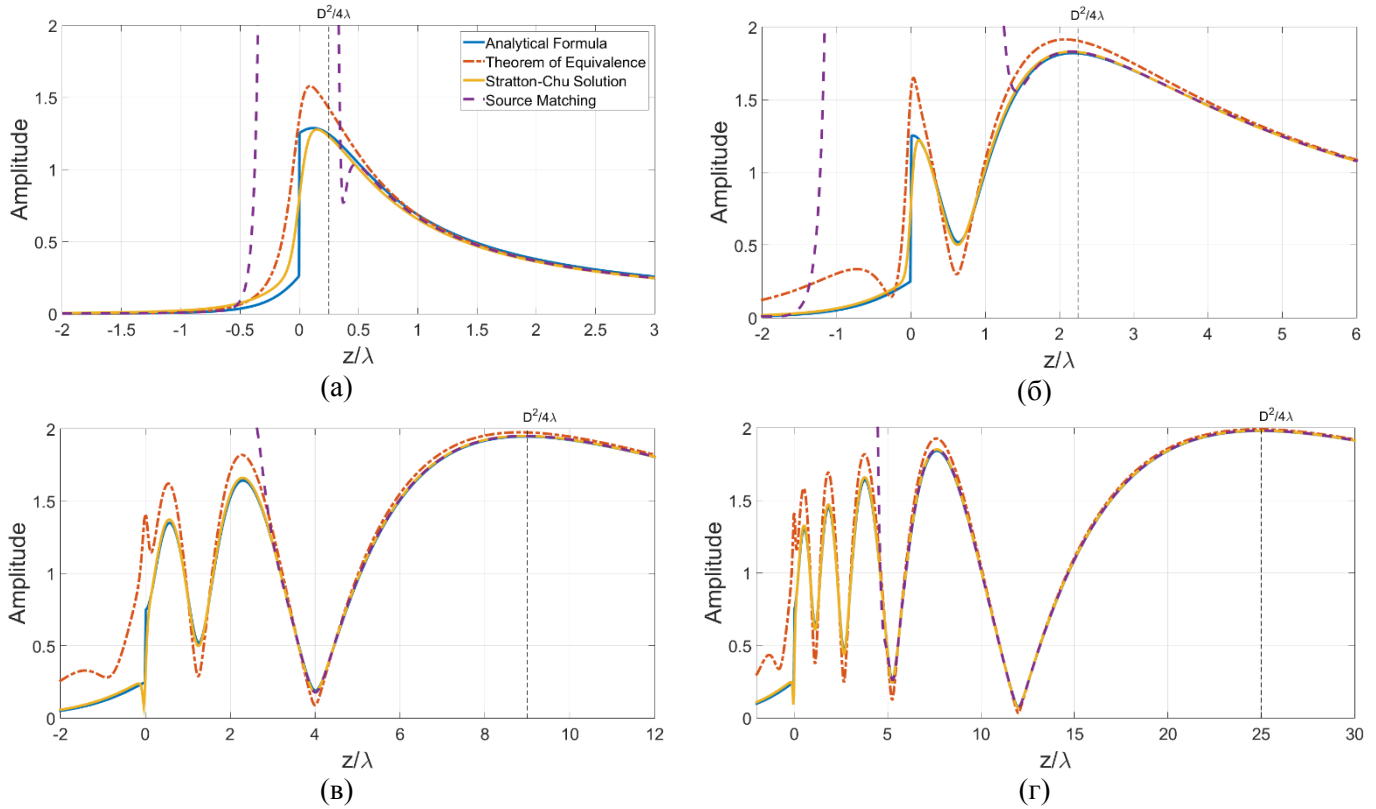 D²/4λ
2
1.5
1
0.5
0
Amplitude
Analytical Formula
Theorem of Equivalence
Stratton-Chu Solution
Source Matching
-2 -1.5 -1 -0.5 0 0.5 1 1.5 2 2.5 3
z/λ
(а)
D²/4λ
2
1.5
1
0.5
0
Amplitude
-2 -1 0 1 2 3 4 5 6
z/λ
(б)
D²/4λ
2
1.5
1
0.5
0
Amplitude
-2 0 2 4 6 8 10 12
z/λ
(в)
D²/4λ
2
1.5
1
0.5
0
Amplitude
0 5 10 15 20 25 30
z/λ
(г)